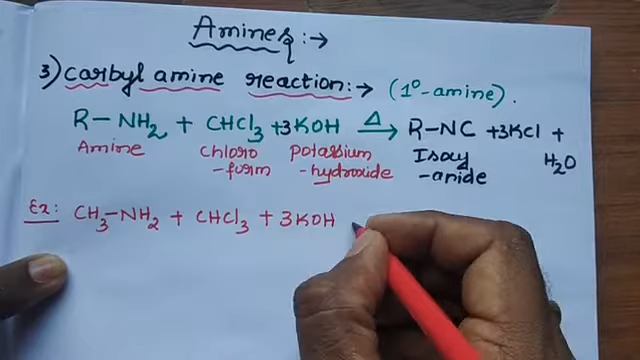 Amines :→
3) carbyl amine reaction :→ (1°-amine).
R-NH₂ + CHCl₃ + 3KOH Δ→ R-NC + 3KCl + H₂O
Amine Chloro-form Potassium-hydroxide Isocy-anide
Ex: CH₃-NH₂ + CHCl₃ + 3KOH